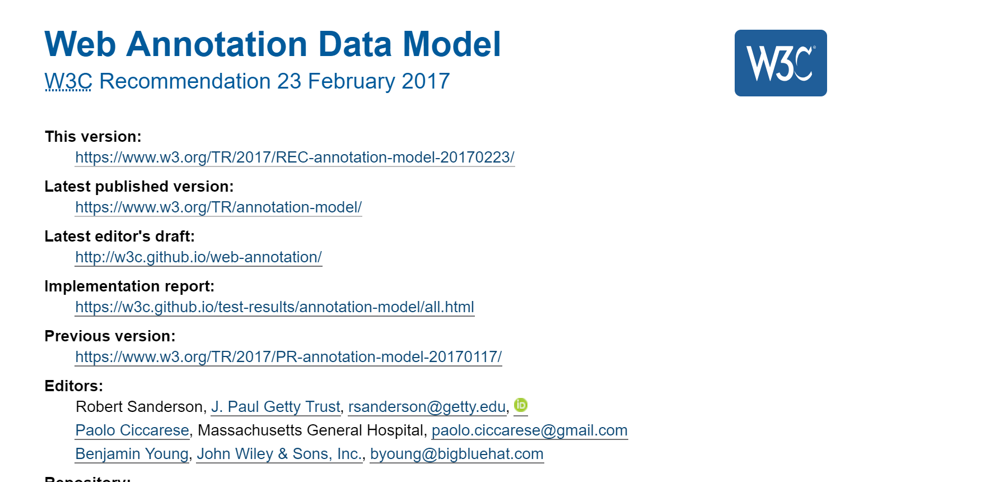 Web Annotation Data Model
W3C Recommendation 23 February 2017
W3C®
This version:
https://www.w3.org/TR/2017/REC-annotation-model-20170223/
Latest published version:
https://www.w3.org/TR/annotation-model/
Latest editor's draft:
http://w3c.github.io/web-annotation/
Implementation report:
https://w3c.github.io/test-results/annotation-model/all.html
Previous version:
https://www.w3.org/TR/2017/PR-annotation-model-20170117/
Editors:
Robert Sanderson, J. Paul Getty Trust, rsanderson@getty.edu, iD
Paolo Ciccarese, Massachusetts General Hospital, paolo.ciccarese@gmail.com
Benjamin Young, John Wiley & Sons, Inc., byoung@bigbluehat.com
Repository: